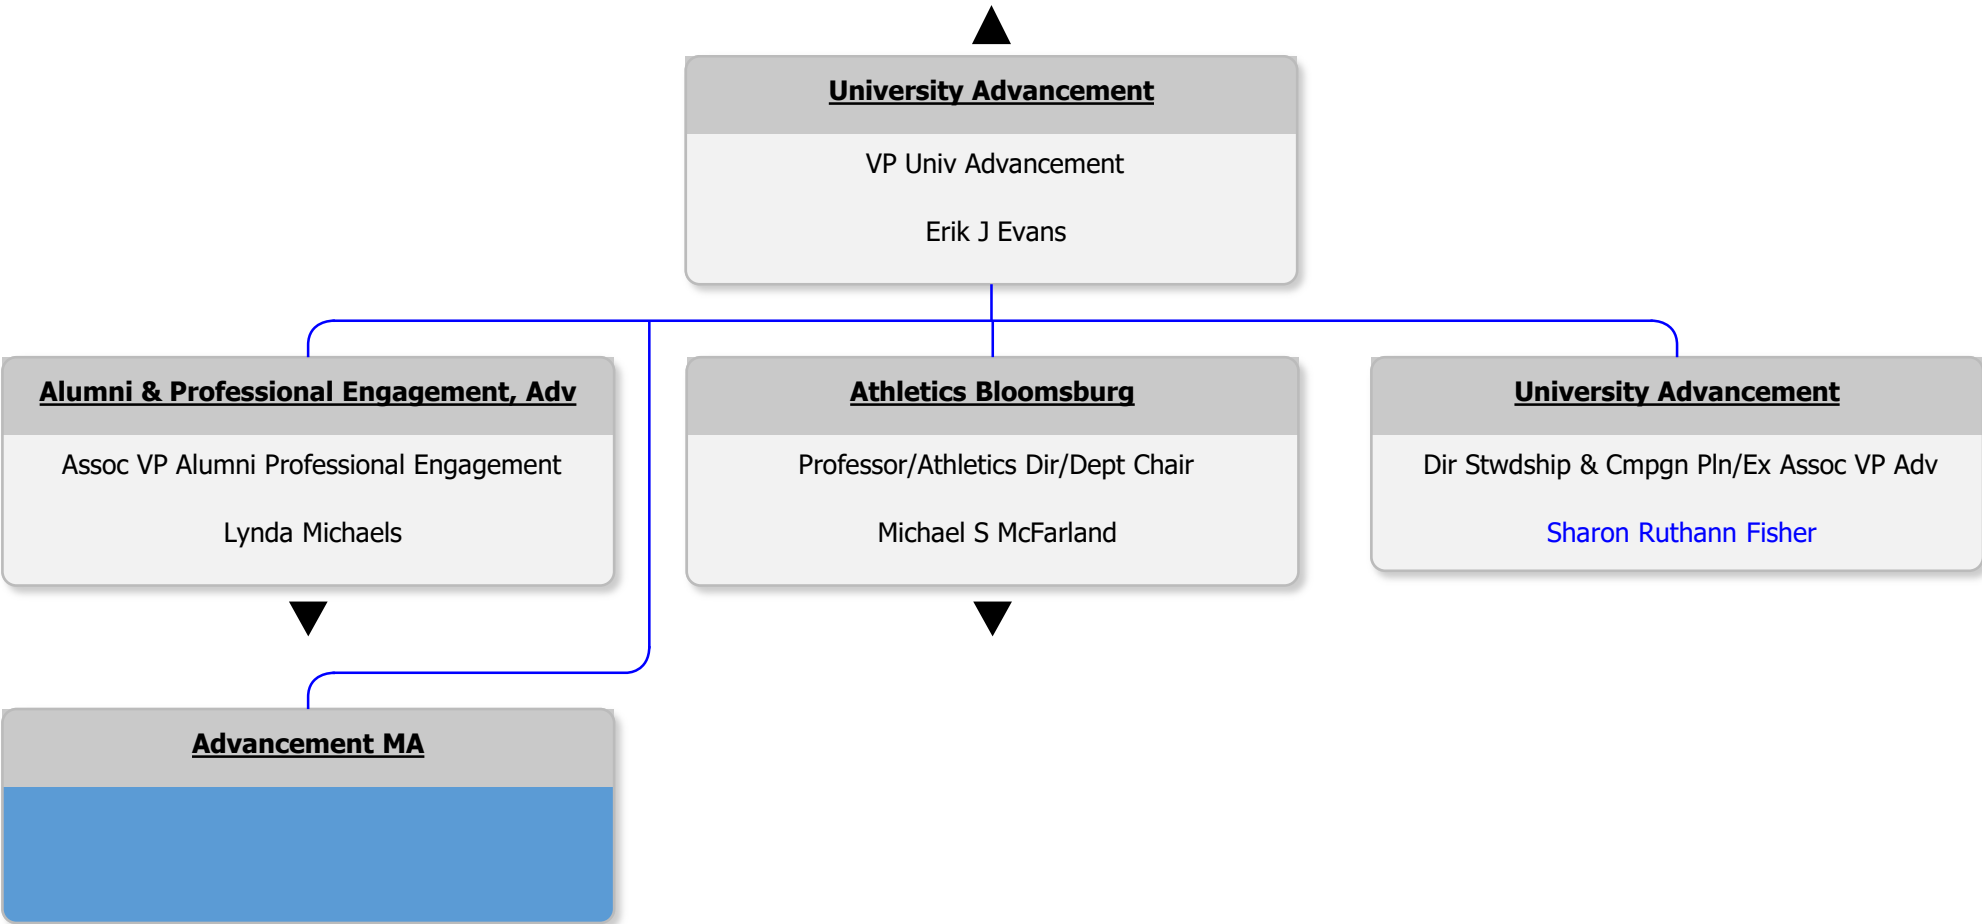 University Advancement
VP Univ Advancement
Erik J Evans
Alumni & Professional Engagement, Adv
Assoc VP Alumni Professional Engagement
Lynda Michaels
Athletics Bloomsburg
Professor/Athletics Dir/Dept Chair
Michael S McFarland
University Advancement
Dir Stwdship & Cmpgn Pln/Ex Assoc VP Adv
Sharon Ruthann Fisher
Advancement MA